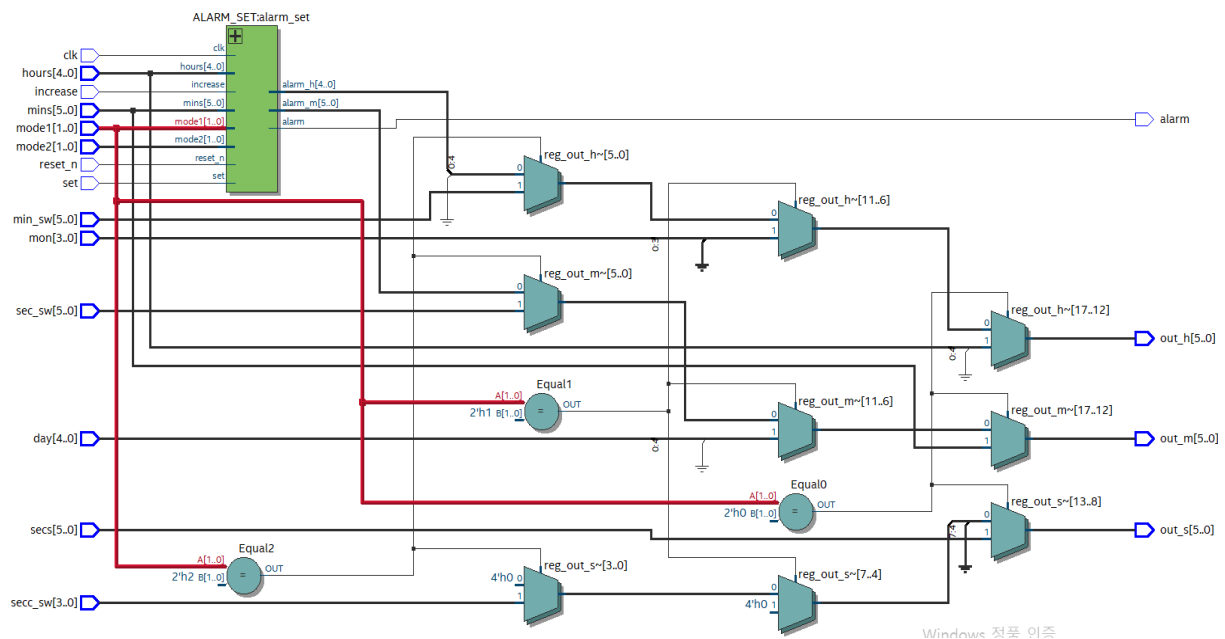 ALARM_SET:alarm_set
clk
hours[4..0]
increase
mins[5..0]
mode1[1..0]
mode2[1..0]
reset_n
set
clk
hours[4..0]
increase
mins[5..0]
mode1[1..0]
mode2[1..0]
reset_n
set
alarm_h[4..0]
alarm_m[5..0]
alarm
alarm
min_sw[5..0]
mon[3..0]
0:4
reg_out_h~[5..0]
0
1
reg_out_h~[11..6]
0
1
0:3
sec_sw[5..0]
reg_out_m~[5..0]
0
1
reg_out_h~[17..12]
0
1
0:4
out_h[5..0]
Equal1
A[1..0]
2'h1 B[1..0]
=
OUT
reg_out_m~[11..6]
0
1
0:4
reg_out_m~[17..12]
0
1
out_m[5..0]
day[4..0]
Equal0
A[1..0]
2'h0 B[1..0]
=
OUT
reg_out_s~[13..8]
0
1
7:4
out_s[5..0]
secs[5..0]
Equal2
A[1..0]
2'h2 B[1..0]
=
OUT
reg_out_s~[3..0]
4'h0 0
1
reg_out_s~[7..4]
0
4'h0 1
secc_sw[3..0]
Windows 정품 인증